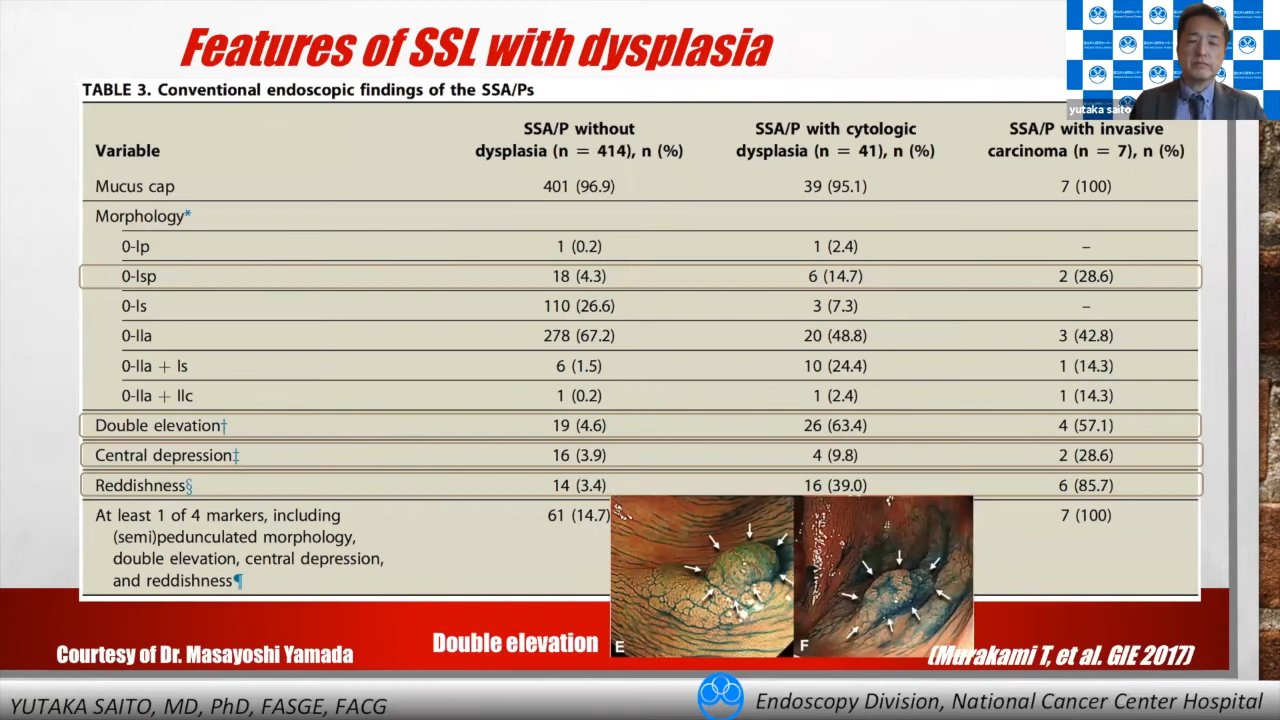 Features of SSL with dysplasia
yutaka saito
TABLE 3. Conventional endoscopic findings of the SSA/Ps
Variable
SSA/P without dysplasia (n = 414), n (%)
SSA/P with cytologic dysplasia (n = 41), n (%)
SSA/P with invasive carcinoma (n = 7), n (%)
Mucus cap 401 (96.9) 39 (95.1) 7 (100)
Morphology*
0-Ip 1 (0.2) 1 (2.4) –
0-Isp 18 (4.3) 6 (14.7) 2 (28.6)
0-Is 110 (26.6) 3 (7.3) –
0-IIa 278 (67.2) 20 (48.8) 3 (42.8)
0-IIa + Is 6 (1.5) 10 (24.4) 1 (14.3)
0-IIa + IIc 1 (0.2) 1 (2.4) 1 (14.3)
Double elevation† 19 (4.6) 26 (63.4) 4 (57.1)
Central depression‡ 16 (3.9) 4 (9.8) 2 (28.6)
Reddishness§ 14 (3.4) 16 (39.0) 6 (85.7)
At least 1 of 4 markers, including 61 (14.7) 7 (100)
(semi)pedunculated morphology,
double elevation, central depression,
and reddishness¶
Double elevation
E
F
Courtesy of Dr. Masayoshi Yamada
(Murakami T, et al. GIE 2017)
YUTAKA SAITO, MD, PhD, FASGE, FACG
Endoscopy Division, National Cancer Center Hospital